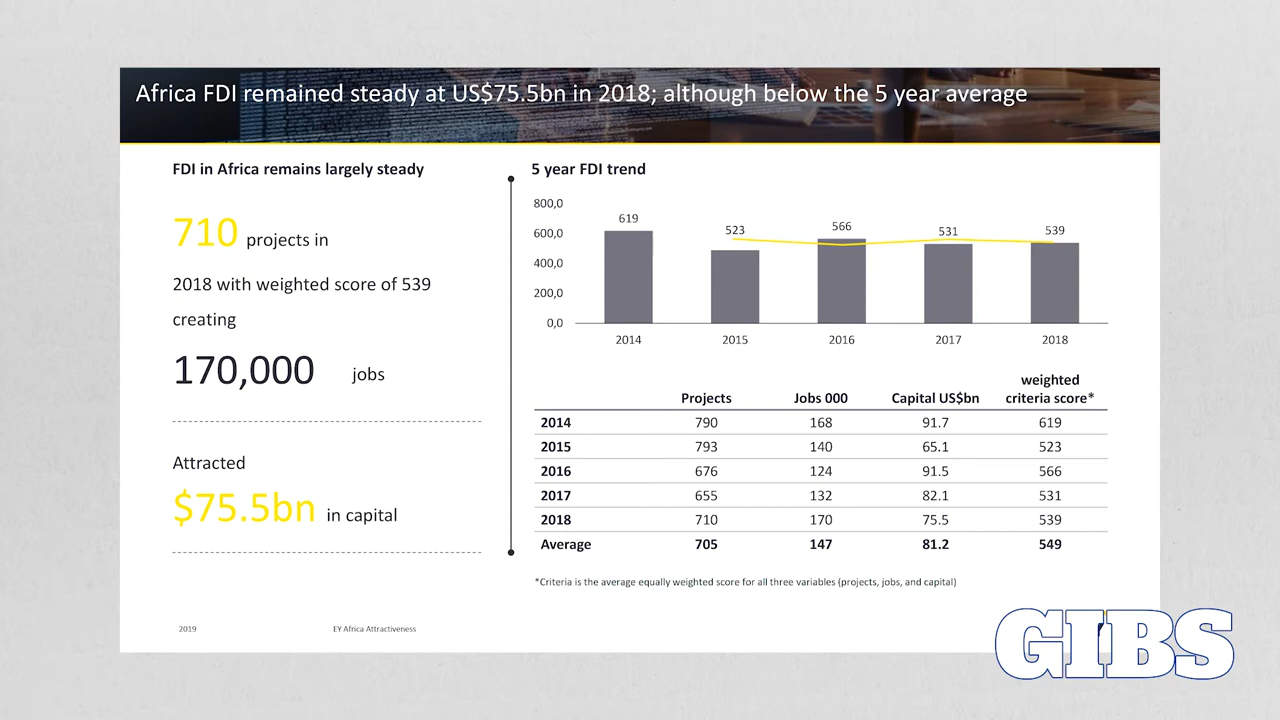 Africa FDI remained steady at US$75.5bn in 2018; although below the 5 year average
FDI in Africa remains largely steady
710 projects in
2018 with weighted score of 539
creating
170,000 jobs
Attracted
$75.5bn in capital
5 year FDI trend
800,0
600,0
400,0
200,0
0,0
619
523
566
531
539
2014 2015 2016 2017 2018
weighted
Projects Jobs 000 Capital US$bn criteria score*
2014 790 168 91.7 619
2015 793 140 65.1 523
2016 676 124 91.5 566
2017 655 132 82.1 531
2018 710 170 75.5 539
Average 705 147 81.2 549
*Criteria is the average equally weighted score for all three variables (projects, jobs, and capital)
2019 EY Africa Attractiveness
GIBS